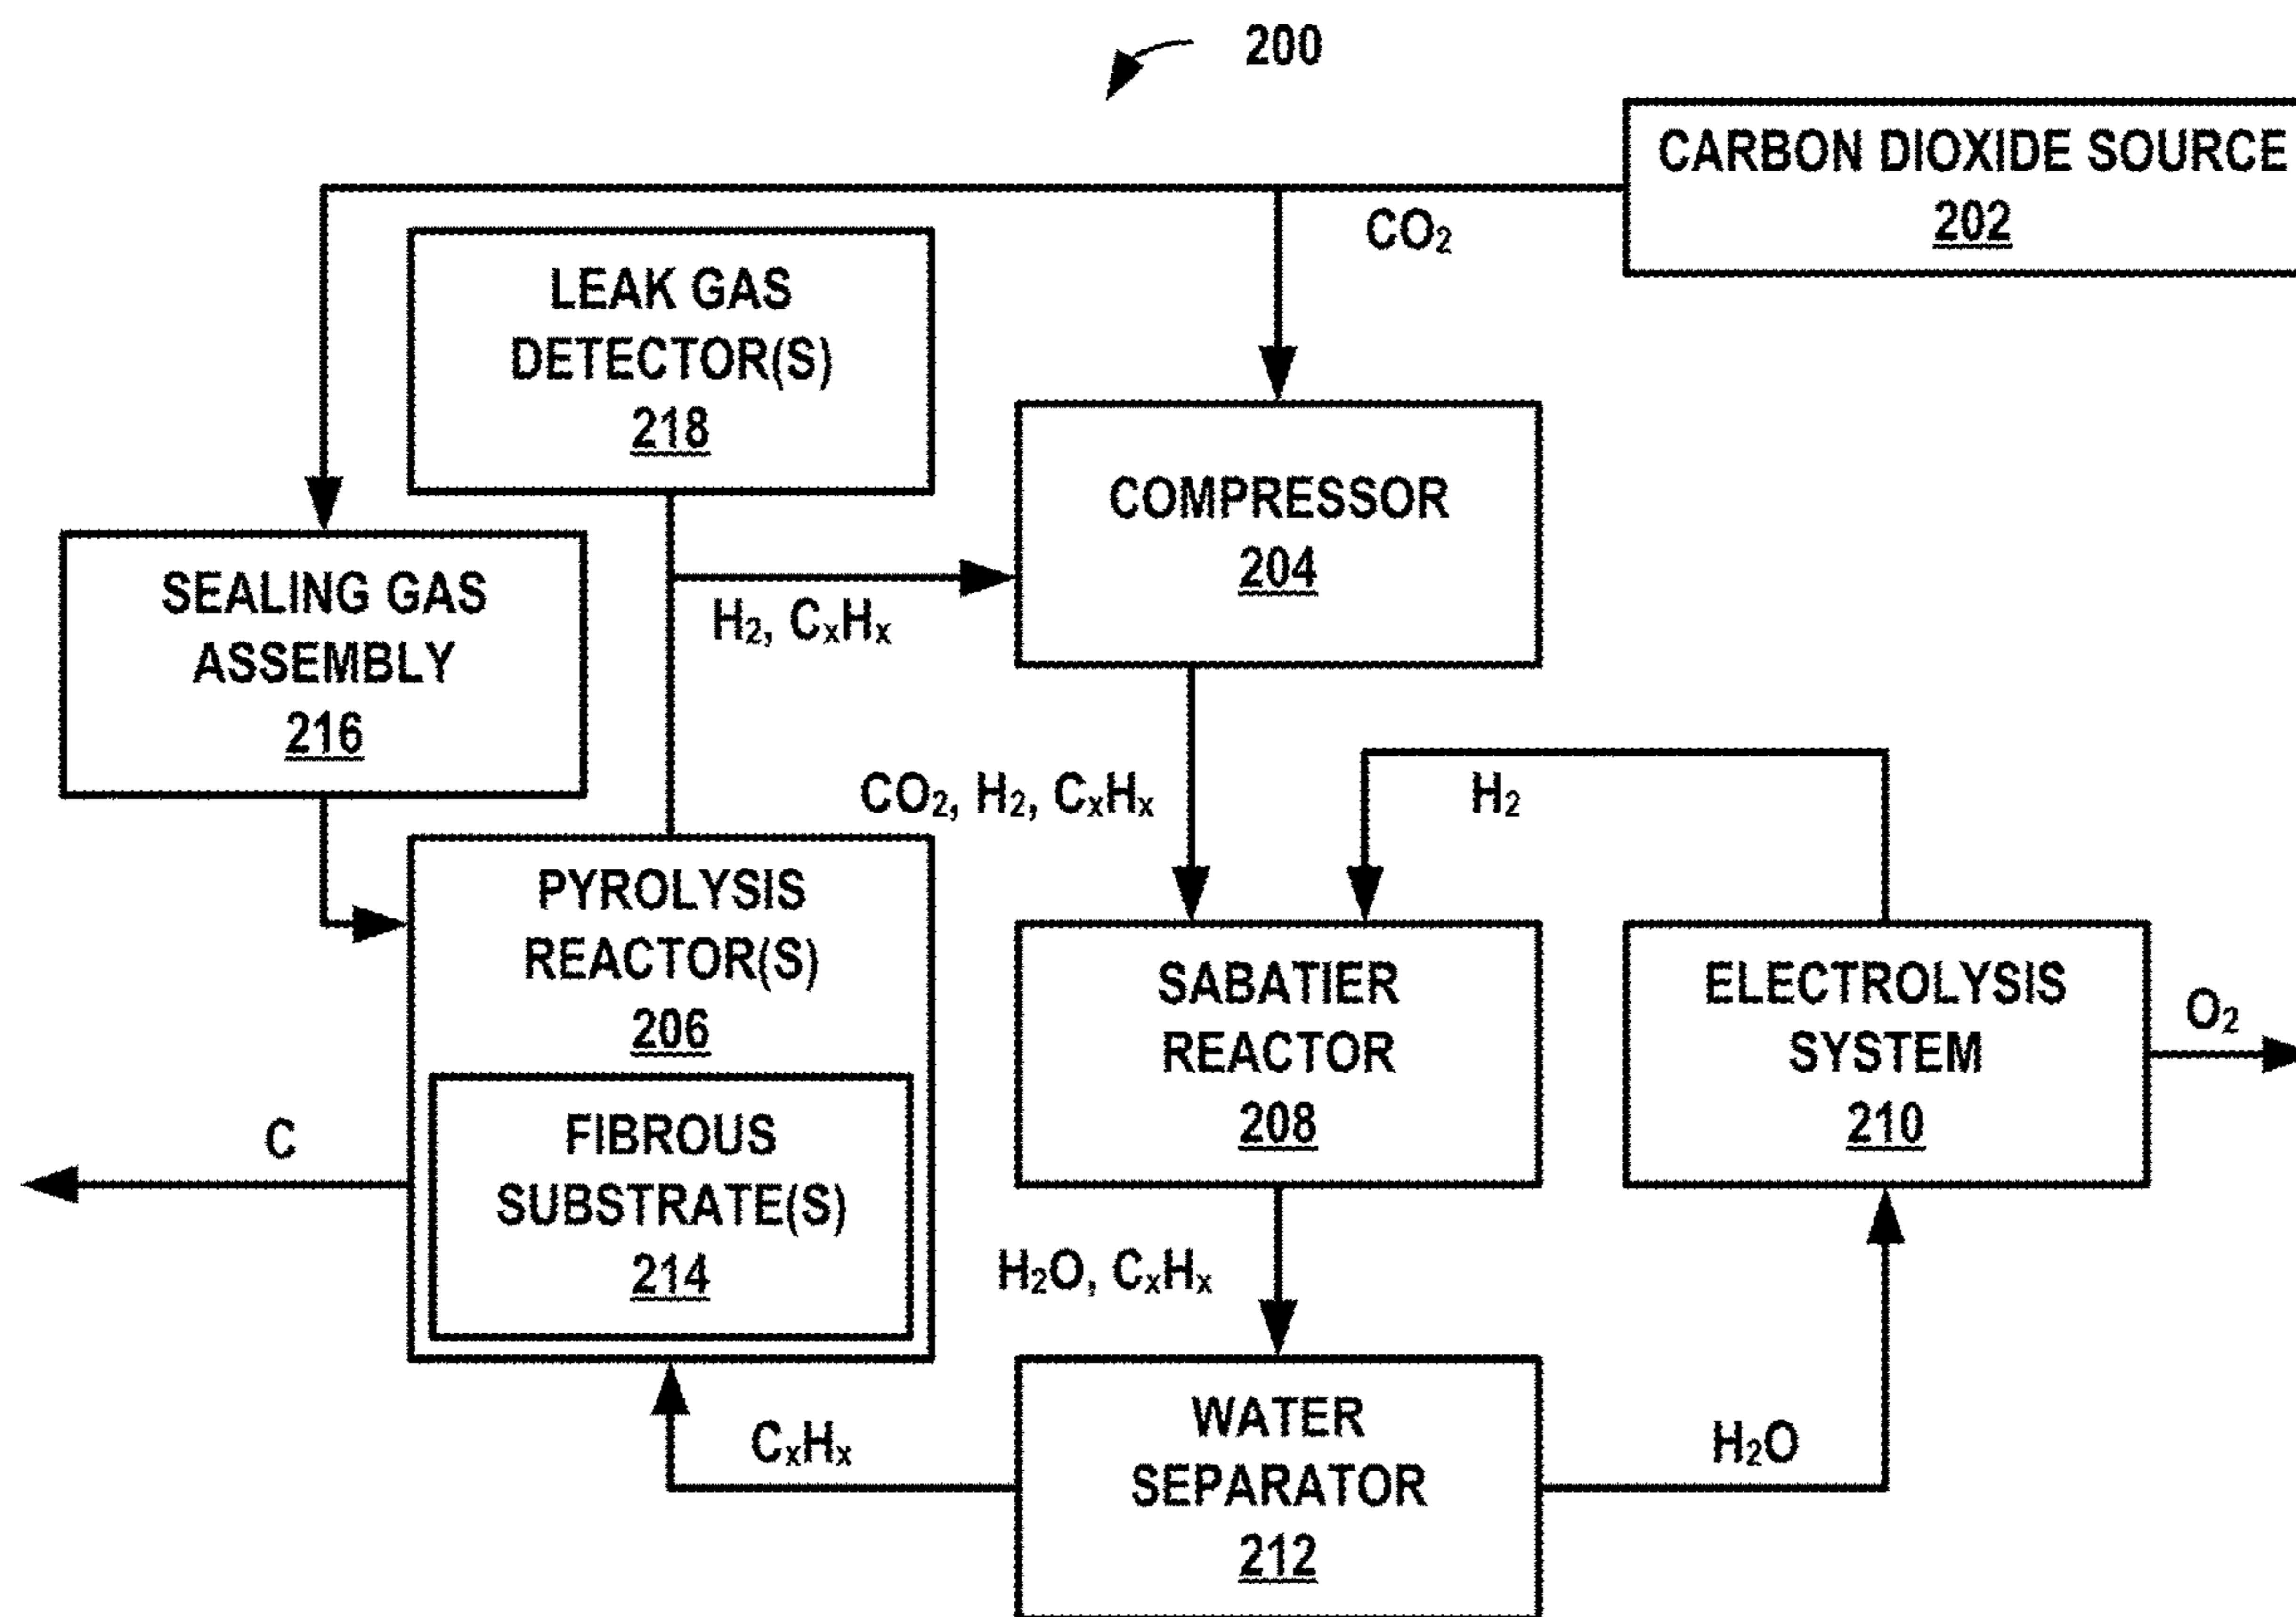 200
CARBON DIOXIDE SOURCE
202
CO₂
LEAK GAS
DETECTOR(S)
218
COMPRESSOR
204
SEALING GAS
ASSEMBLY
216
H₂, CₓHₓ
CO₂, H₂, CₓHₓ
H₂
PYROLYSIS
REACTOR(S)
206
SABATIER
REACTOR
208
ELECTROLYSIS
SYSTEM
210
O₂
C
FIBROUS
SUBSTRATE(S)
214
H₂O, CₓHₓ
CₓHₓ
WATER
SEPARATOR
212
H₂O